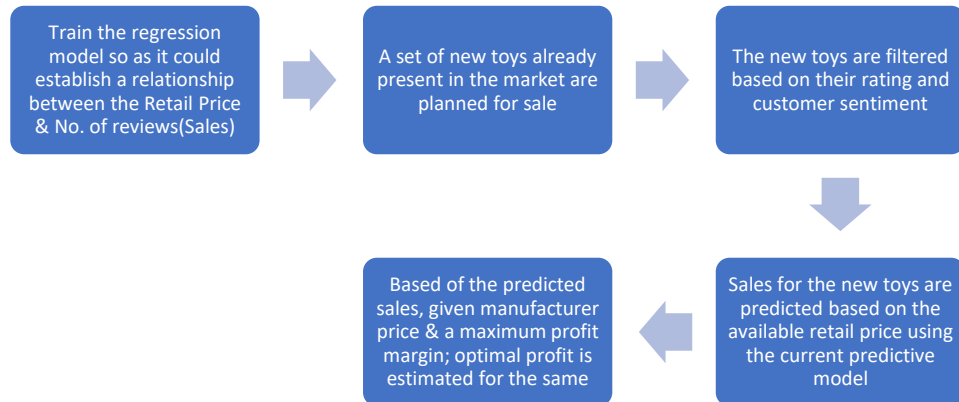 Train the regression
model so as it could
establish a relationship
between the Retail Price
& No. of reviews(Sales)
A set of new toys already
present in the market are
planned for sale
The new toys are filtered
based on their rating and
customer sentiment
Sales for the new toys are
predicted based on the
available retail price using
the current predictive
model
Based of the predicted
sales, given manufacturer
price & a maximum profit
margin; optimal profit is
estimated for the same